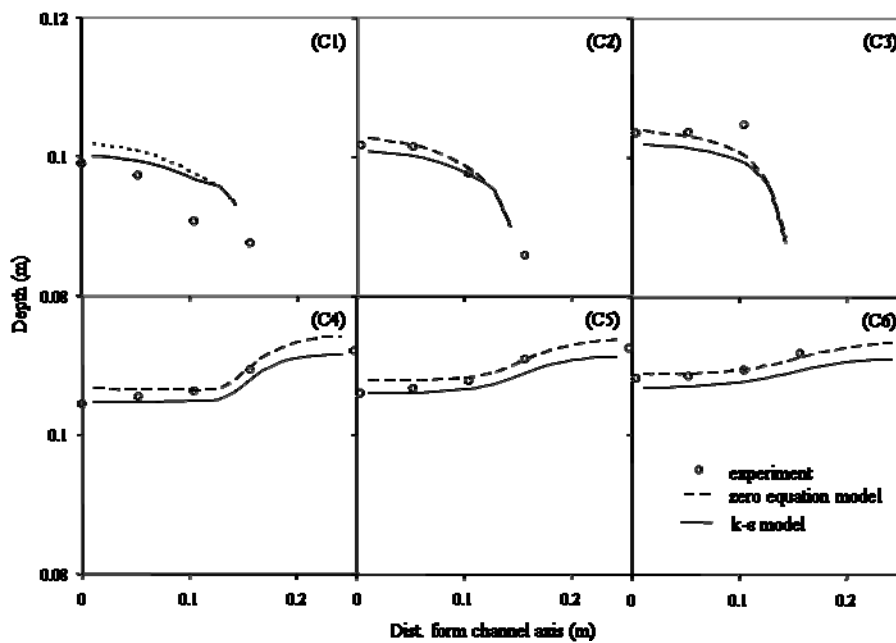 0.12
(C1)
(C2)
(C3)
0.1
Depth (m)
0.08
(C4)
(C5)
(C6)
0.1
experiment
zero equation model
k-ε model
0.08
0 0.1 0.2 0 0.1 0.2 0 0.1 0.2
Dist. form channel axis (m)